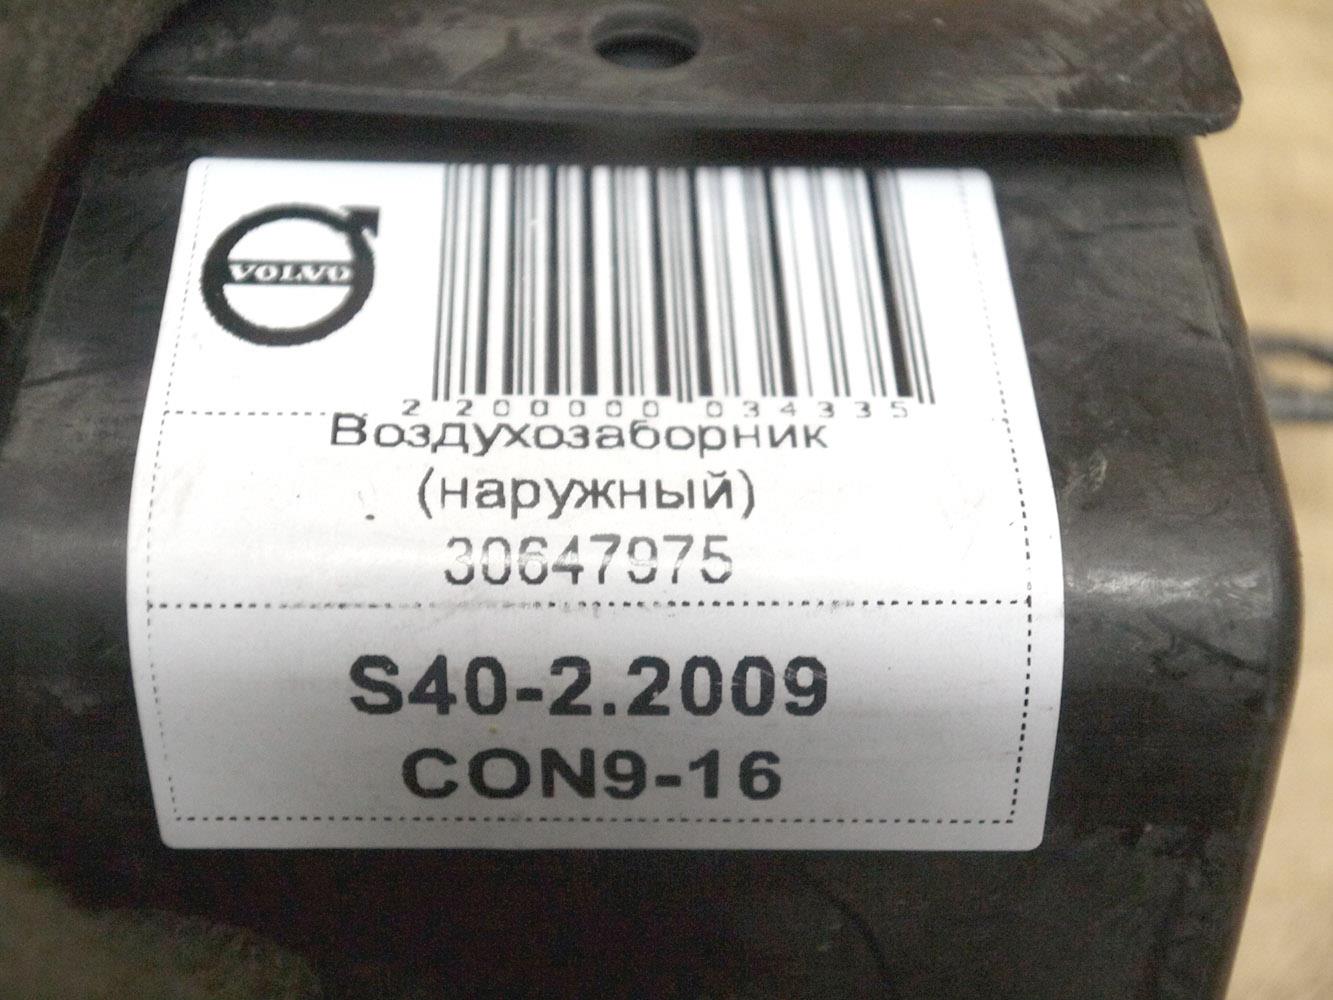 VOLVO
2 200000 034335
Воздухозаборник
(наружный)
30647975
S40-2.2009
CON9-16